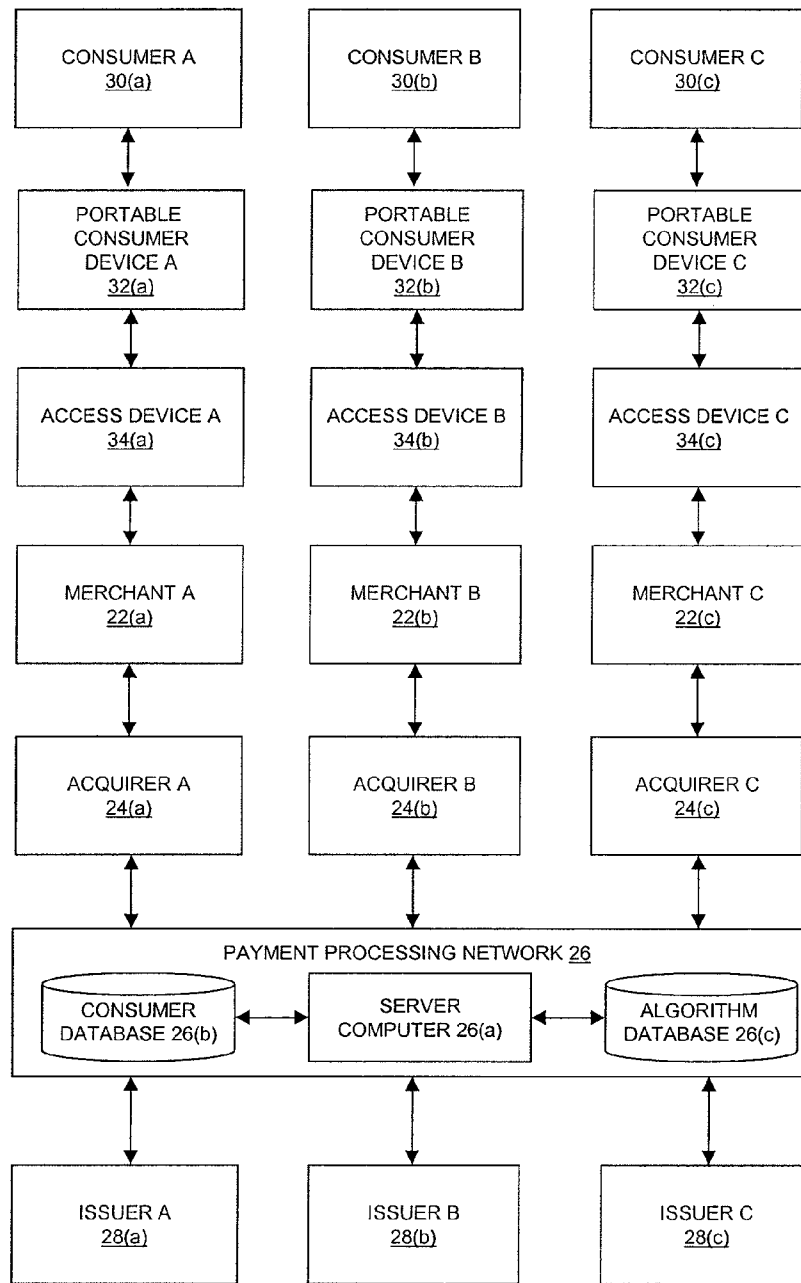 CONSUMER A
30(a)
CONSUMER B
30(b)
CONSUMER C
30(c)
PORTABLE
CONSUMER
DEVICE A
32(a)
PORTABLE
CONSUMER
DEVICE B
32(b)
PORTABLE
CONSUMER
DEVICE C
32(c)
ACCESS DEVICE A
34(a)
ACCESS DEVICE B
34(b)
ACCESS DEVICE C
34(c)
MERCHANT A
22(a)
MERCHANT B
22(b)
MERCHANT C
22(c)
ACQUIRER A
24(a)
ACQUIRER B
24(b)
ACQUIRER C
24(c)
PAYMENT PROCESSING NETWORK 26
CONSUMER
DATABASE 26(b)
SERVER
COMPUTER 26(a)
ALGORITHM
DATABASE 26(c)
ISSUER A
28(a)
ISSUER B
28(b)
ISSUER C
28(c)